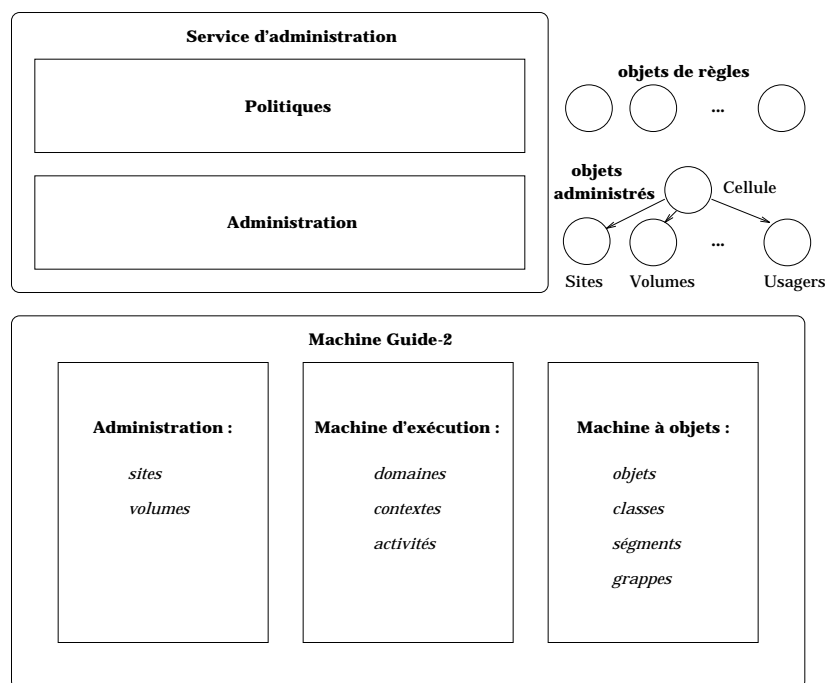 Service d'administration
Politiques
objets de règles
...
Administration
objets
administrés
Cellule
...
Sites Volumes Usagers
Machine Guide-2
Administration :
sites
volumes
Machine d'exécution :
domaines
contextes
activités
Machine à objets :
objets
classes
ségments
grappes